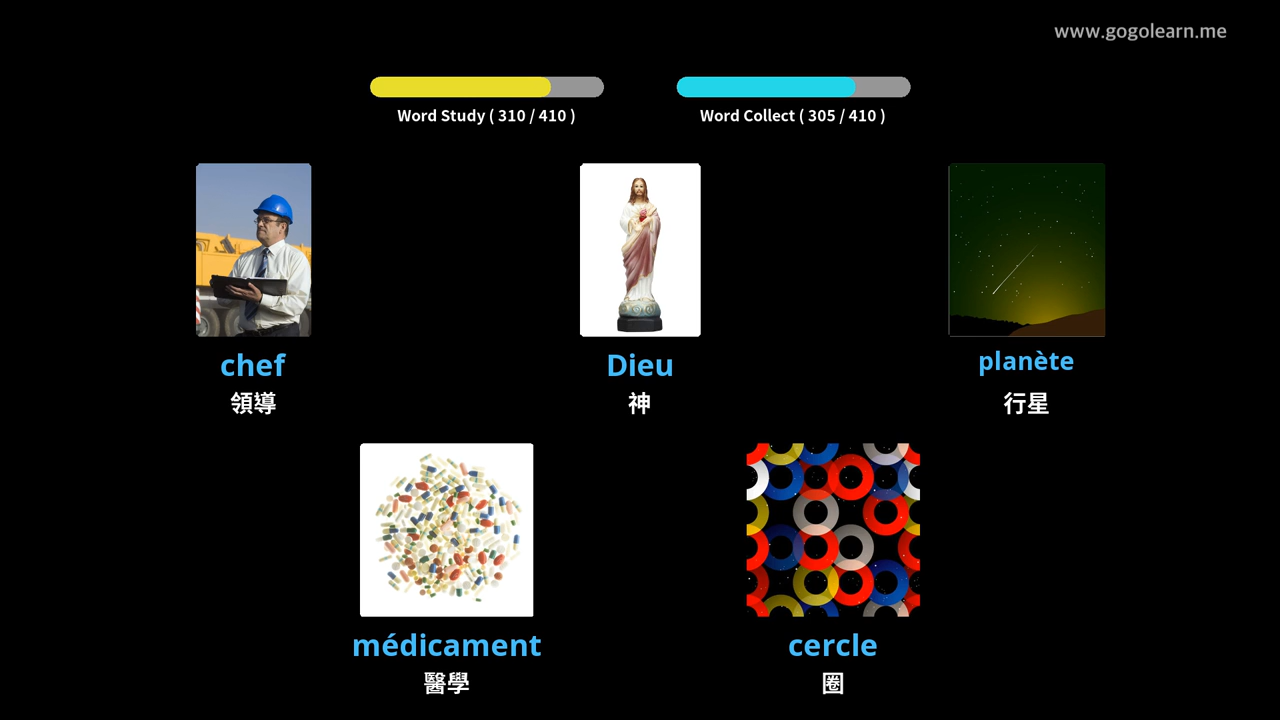 www.gogolearn.me
Word Study ( 310 / 410 )
Word Collect ( 305 / 410 )
chef
領導
Dieu
神
planète
行星
médicament
醫學
cercle
圈